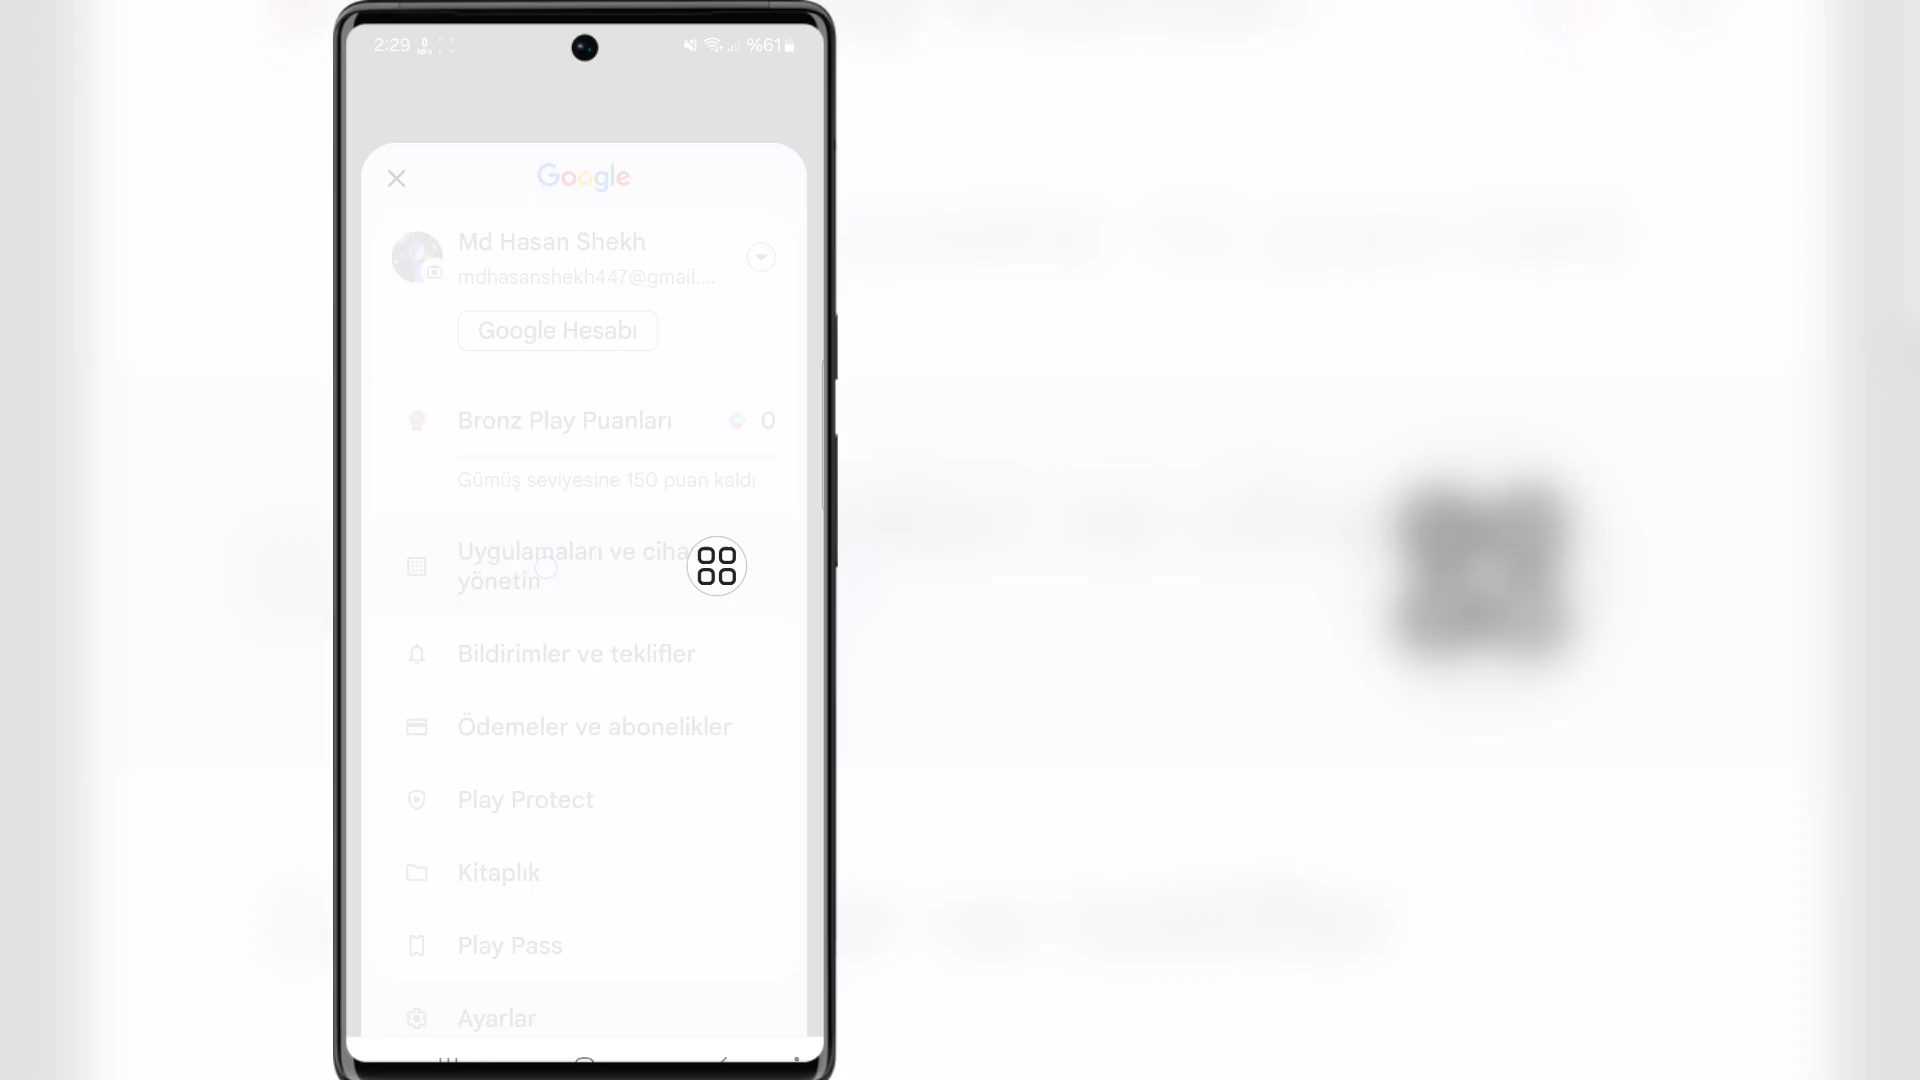 2:29
%61
Google
Md Hasan Shekh
mdhasanshekh447@gmail....
Google Hesabı
Bronz Play Puanları 0
Gümüş seviyesine 150 puan kaldı
Uygulamaları ve ciha
yönetin
Bildirimler ve teklifler
Ödemeler ve abonelikler
Play Protect
Kitaplık
Play Pass
Ayarlar